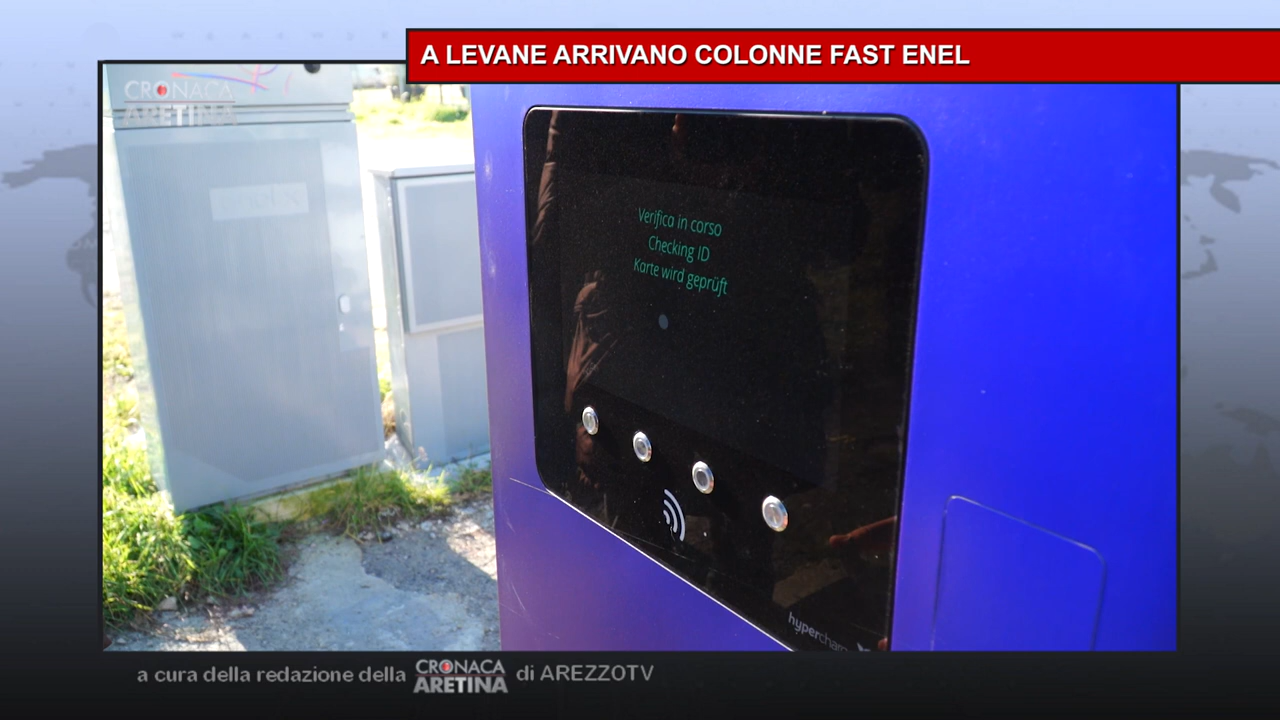 A LEVANE ARRIVANO COLONNE FAST ENEL
CRONACA
ARETINA
Verifica in corso
Checking ID
Karte wird geprüft
a cura della redazione della CRONACA ARETINA di AREZZOTV